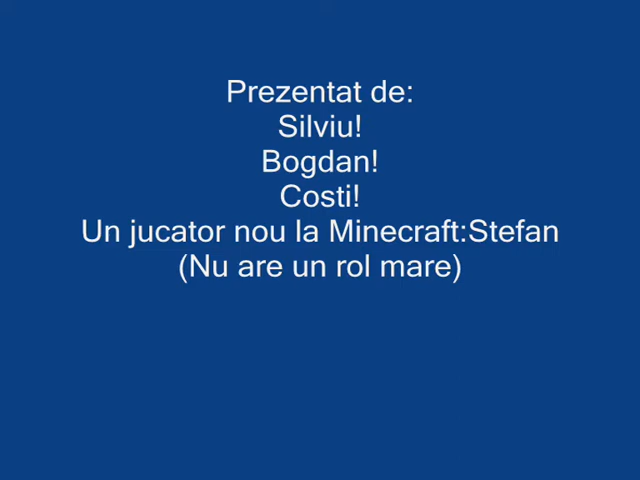 Prezentat de:
Silviu!
Bogdan!
Costi!
Un jucator nou la Minecraft:Stefan
(Nu are un rol mare)